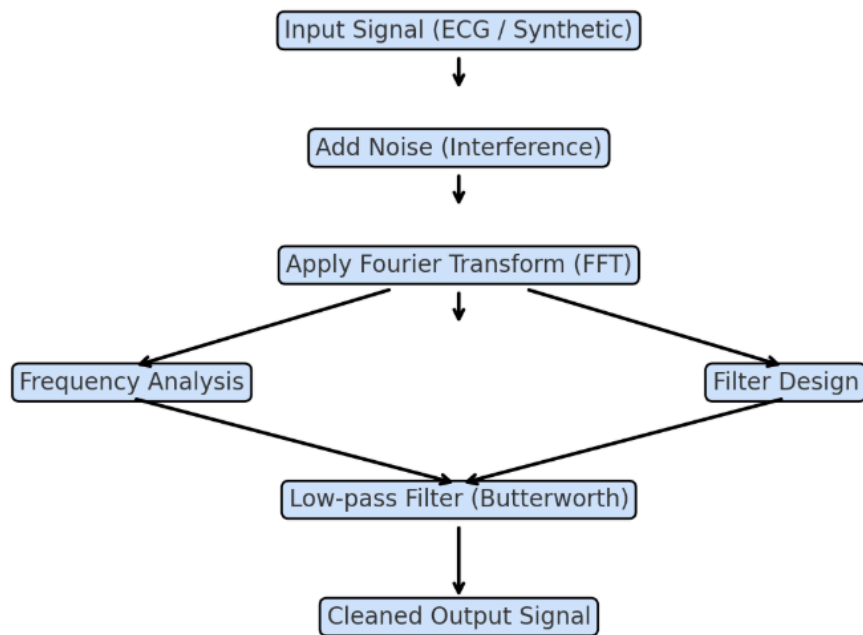 Input Signal (ECG / Synthetic)
Add Noise (Interference)
Apply Fourier Transform (FFT)
Frequency Analysis
Filter Design
Low-pass Filter (Butterworth)
Cleaned Output Signal